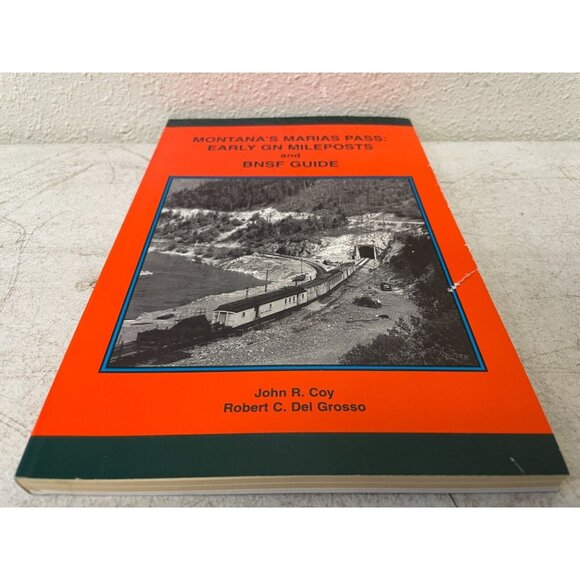 MONTANA'S MARIAS PASS:
EARLY GN MILEPOSTS
and
BNSF GUIDE
John R. Coy
Robert C. Del Grosso